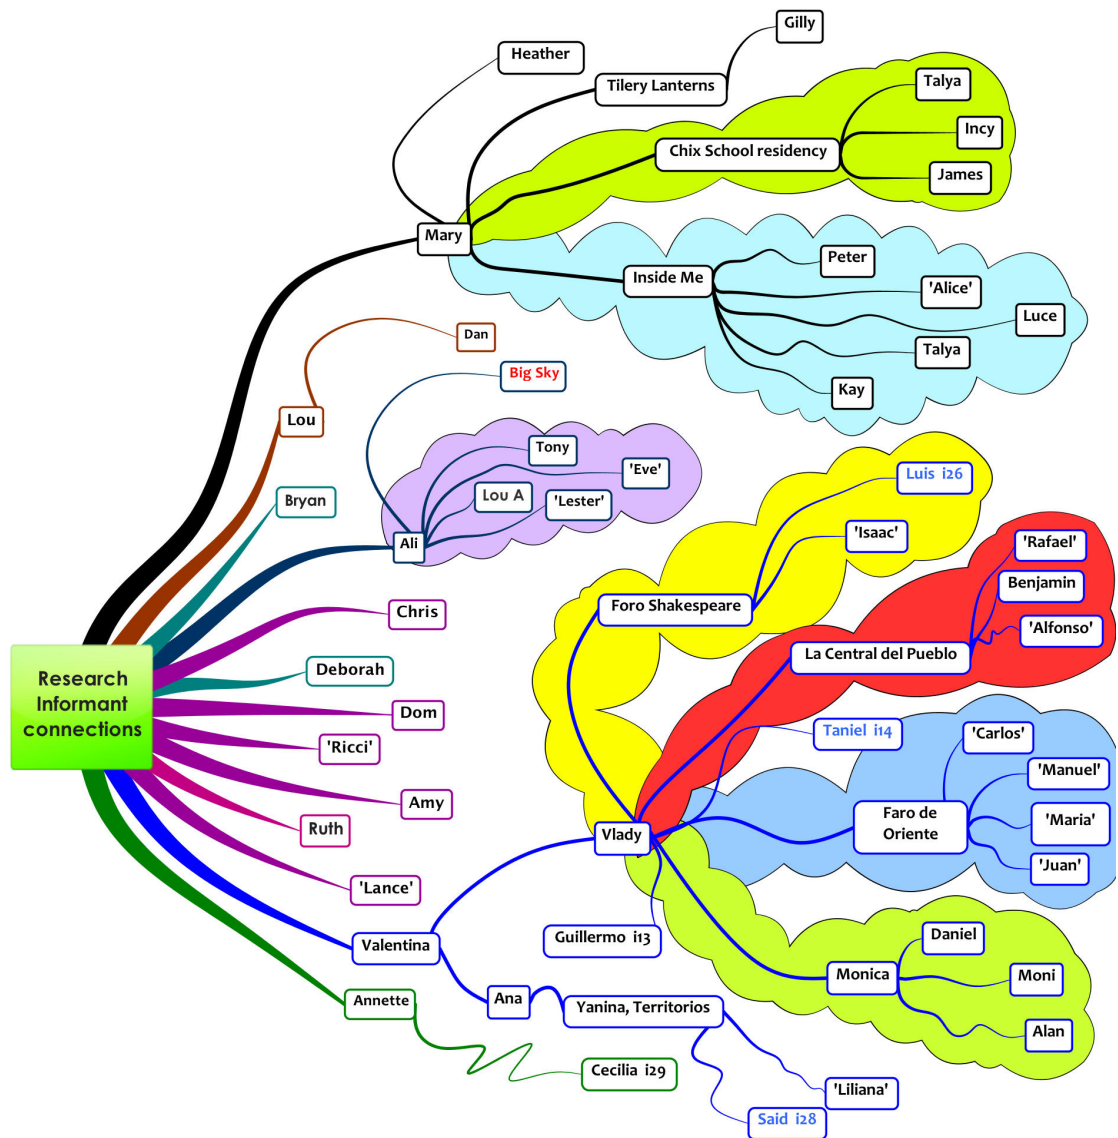 Gilly
Heather
Tilery Lanterns
Talya
Incy
Chix School residency
James
Mary
Peter
Inside Me
'Alice'
Luce
Talya
Kay
Dan
Big Sky
Lou
Tony
'Eve'
Lou A
'Lester'
Bryan
Ali
Luis i26
'Isaac'
'Rafael'
Benjamin
'Alfonso'
Foro Shakespeare
La Central del Pueblo
Chris
Research
Informant
connections
Deborah
Dom
'Ricci'
Amy
Ruth
'Lance'
Taniel i14
'Carlos'
'Manuel'
Faro de
Oriente
'Maria'
'Juan'
Vlady
Guillermo i13
Valentina
Daniel
Monica
Moni
Alan
Annette
Ana
Yanina, Territorios
Cecilia i29
'Liliana'
Said i28